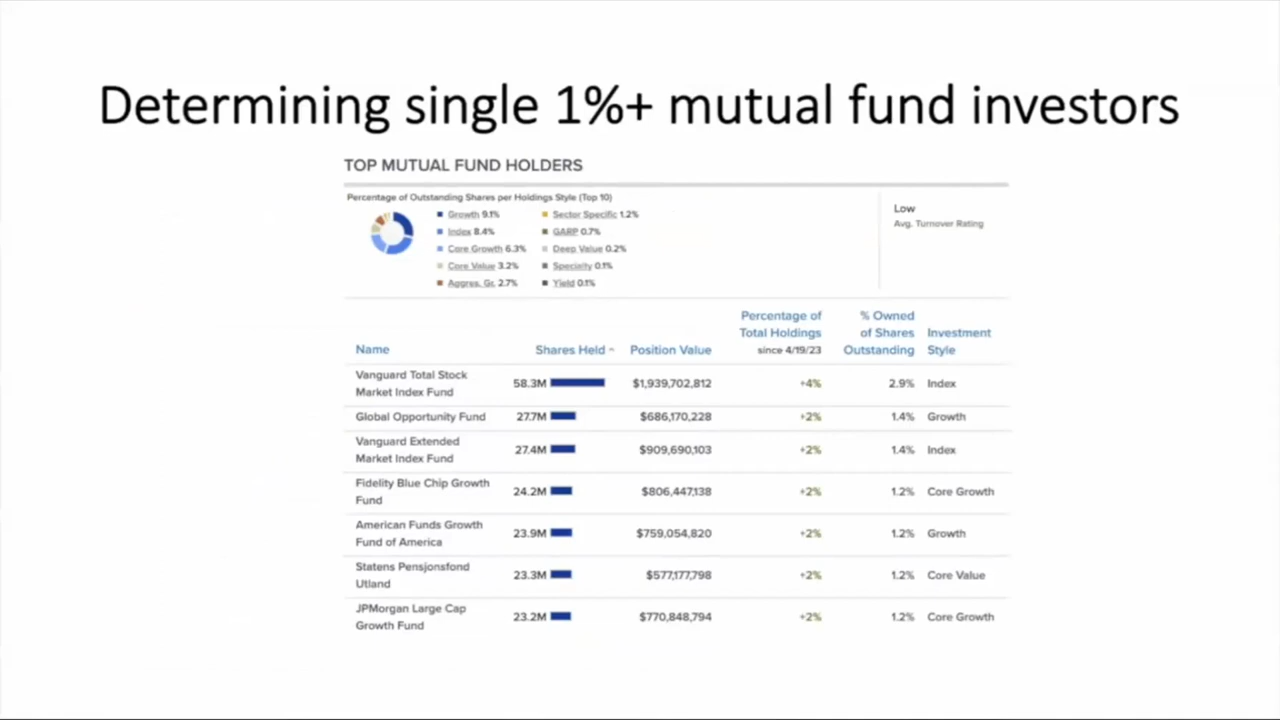 Determining single 1%+ mutual fund investors
TOP MUTUAL FUND HOLDERS
Percentage of Outstanding Shares per Holdings Style (Top 10)
Growth 9.1%
Index 8.4%
Core Growth 6.3%
Core Value 3.2%
Aggres. Gr. 2.7%
Sector Specific 1.2%
GARP 0.7%
Deep Value 0.2%
Specialty 0.1%
Yield 0.1%
Low
Avg. Turnover Rating
Name Shares Held Position Value Percentage of Total Holdings since 4/19/23 % Owned of Shares Outstanding Investment Style
Vanguard Total Stock Market Index Fund 58.3M $1,939,702,812 +4% 2.9% Index
Global Opportunity Fund 27.7M $686,170,228 +2% 1.4% Growth
Vanguard Extended Market Index Fund 27.4M $909,690,103 +2% 1.4% Index
Fidelity Blue Chip Growth Fund 24.2M $806,447,138 +2% 1.2% Core Growth
American Funds Growth Fund of America 23.9M $759,054,820 +2% 1.2% Growth
Statens Pensjonsfond Utland 23.3M $577,177,798 +2% 1.2% Core Value
JPMorgan Large Cap Growth Fund 23.2M $770,848,794 +2% 1.2% Core Growth